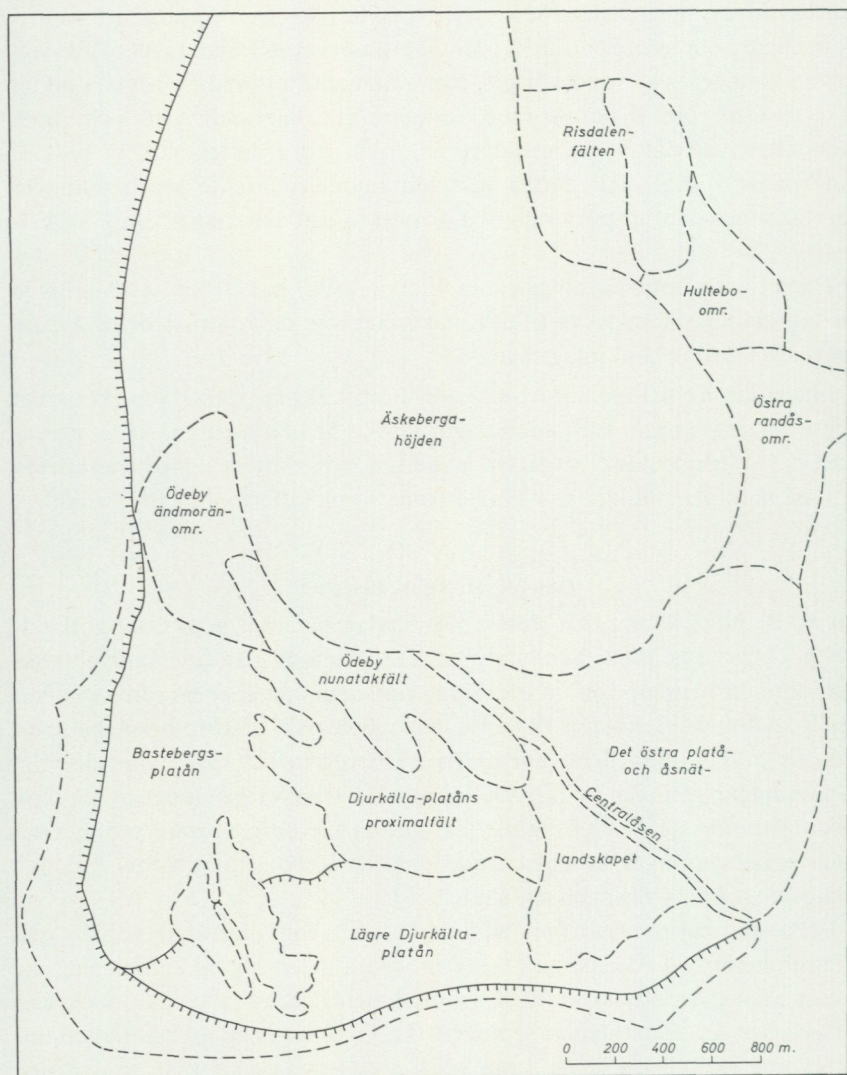 Risdalen-
fälten
Hultebo-
omr.
Östra
randås-
omr.
Äskeberga-
höjden
Ödeby
ändmorän-
omr.
Ödeby
nunatakfält
Bastebergs-
platån
Det östra platå-
och åsnät-
Djurkälla-platåns
proximalfält
Centralåsen
landskapet
Lägre Djurkälla-
platån
0 200 400 600 800 m.